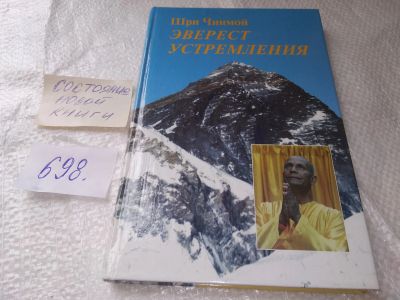 Шри Чинмой
ЭВЕРЕСТ
УСТРЕМЛЕНИЯ
СОСТОЯНИЕ
НОВОЙ
КНИГИ
698.